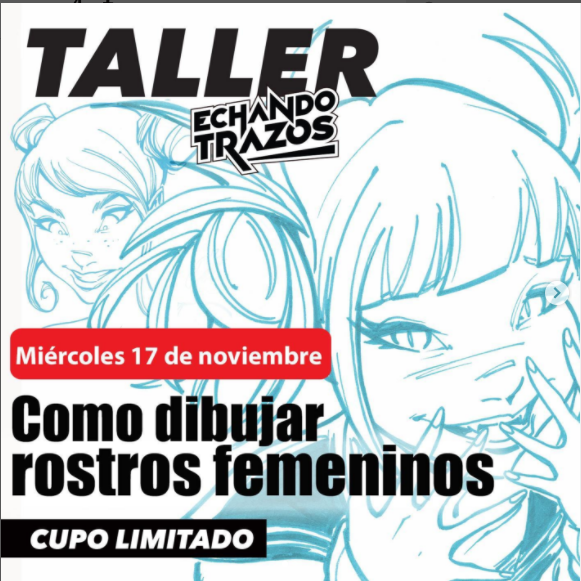 TALLER
ECHANDO
TRAZOS
Miércoles 17 de noviembre
Como dibujar
rostros femeninos
CUPO LIMITADO